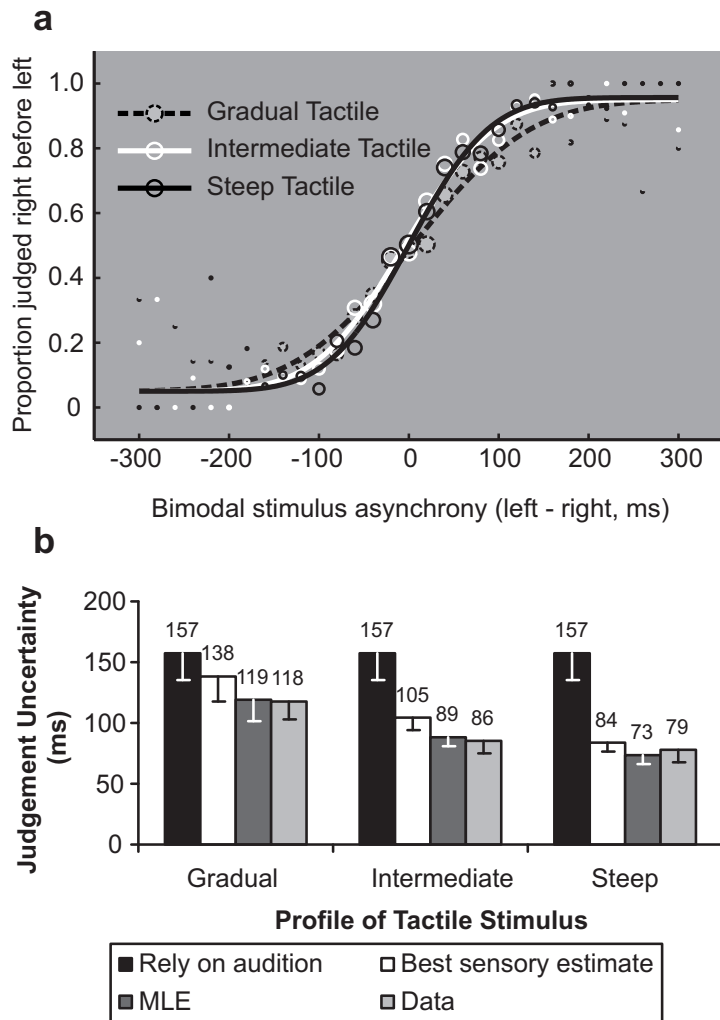 a
Proportion judged right before left
1.0
0.8
0.6
0.4
0.2
0
Gradual Tactile
Intermediate Tactile
Steep Tactile
-300 -200 -100 0 100 200 300
Bimodal stimulus asynchrony (left - right, ms)
b
Judgement Uncertainty
(ms)
200
150
100
50
0
157 138 119 118
157 105 89 86
157 84 73 79
Gradual Intermediate Steep
Profile of Tactile Stimulus
Rely on audition Best sensory estimate
MLE Data